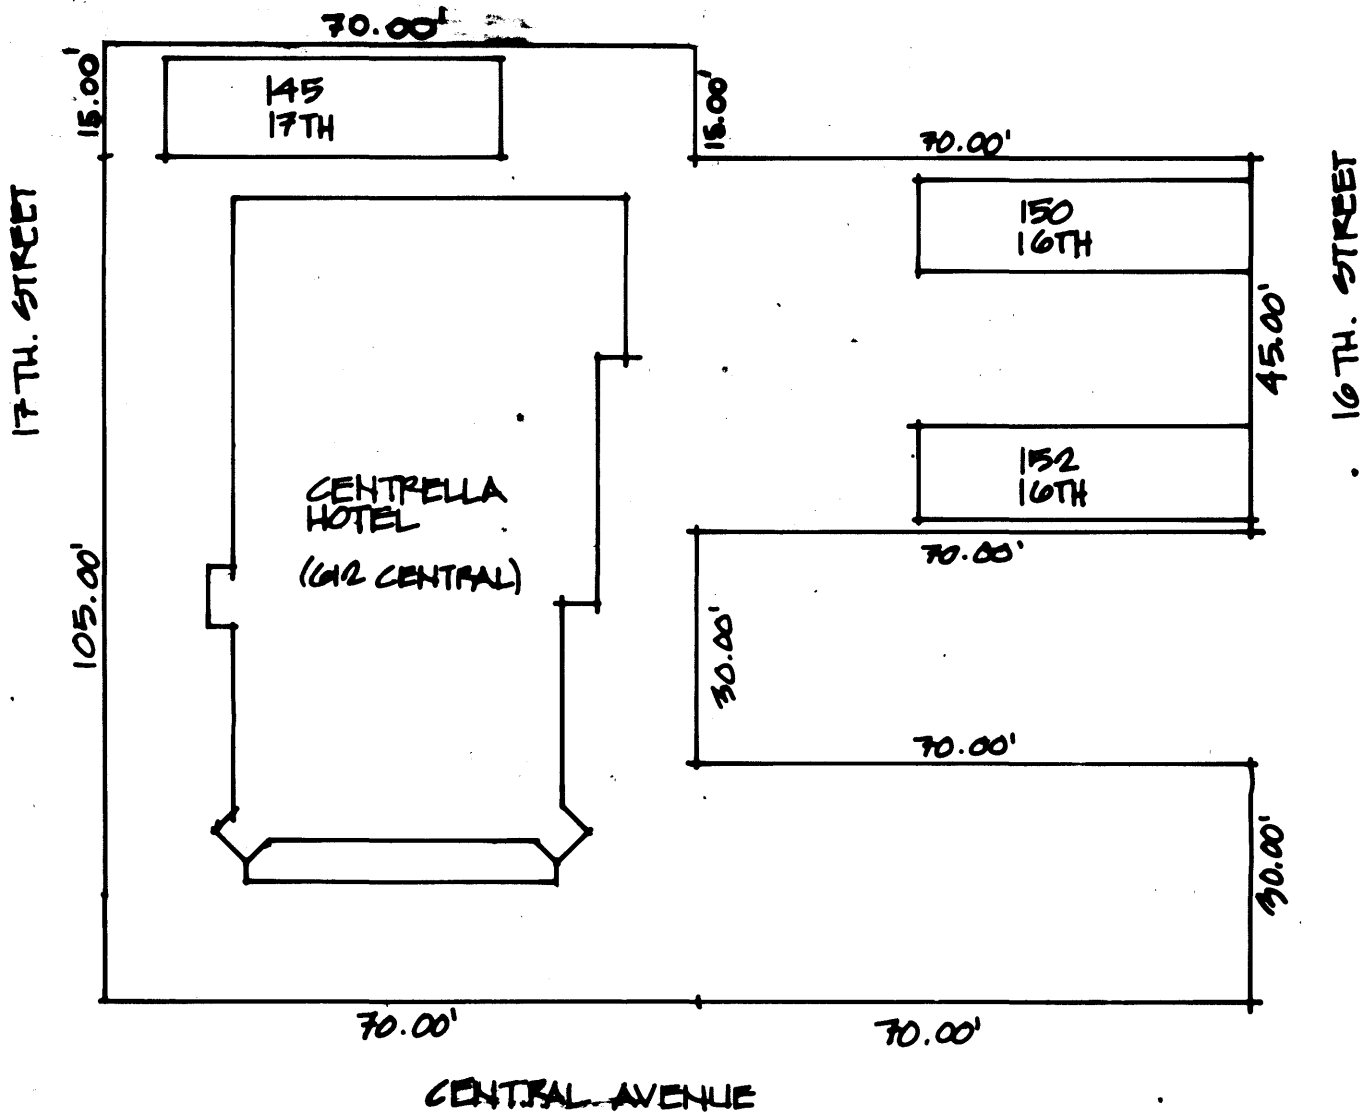 70.00'
15.00'
145
17TH
15.00'
70.00'
17TH. STREET
150
16TH
16TH. STREET
45.00'
152
16TH
CENTRELLA
HOTEL
(612 CENTRAL)
70.00'
105.00'
30.00'
70.00'
30.00'
70.00'
70.00'
CENTRAL AVENUE